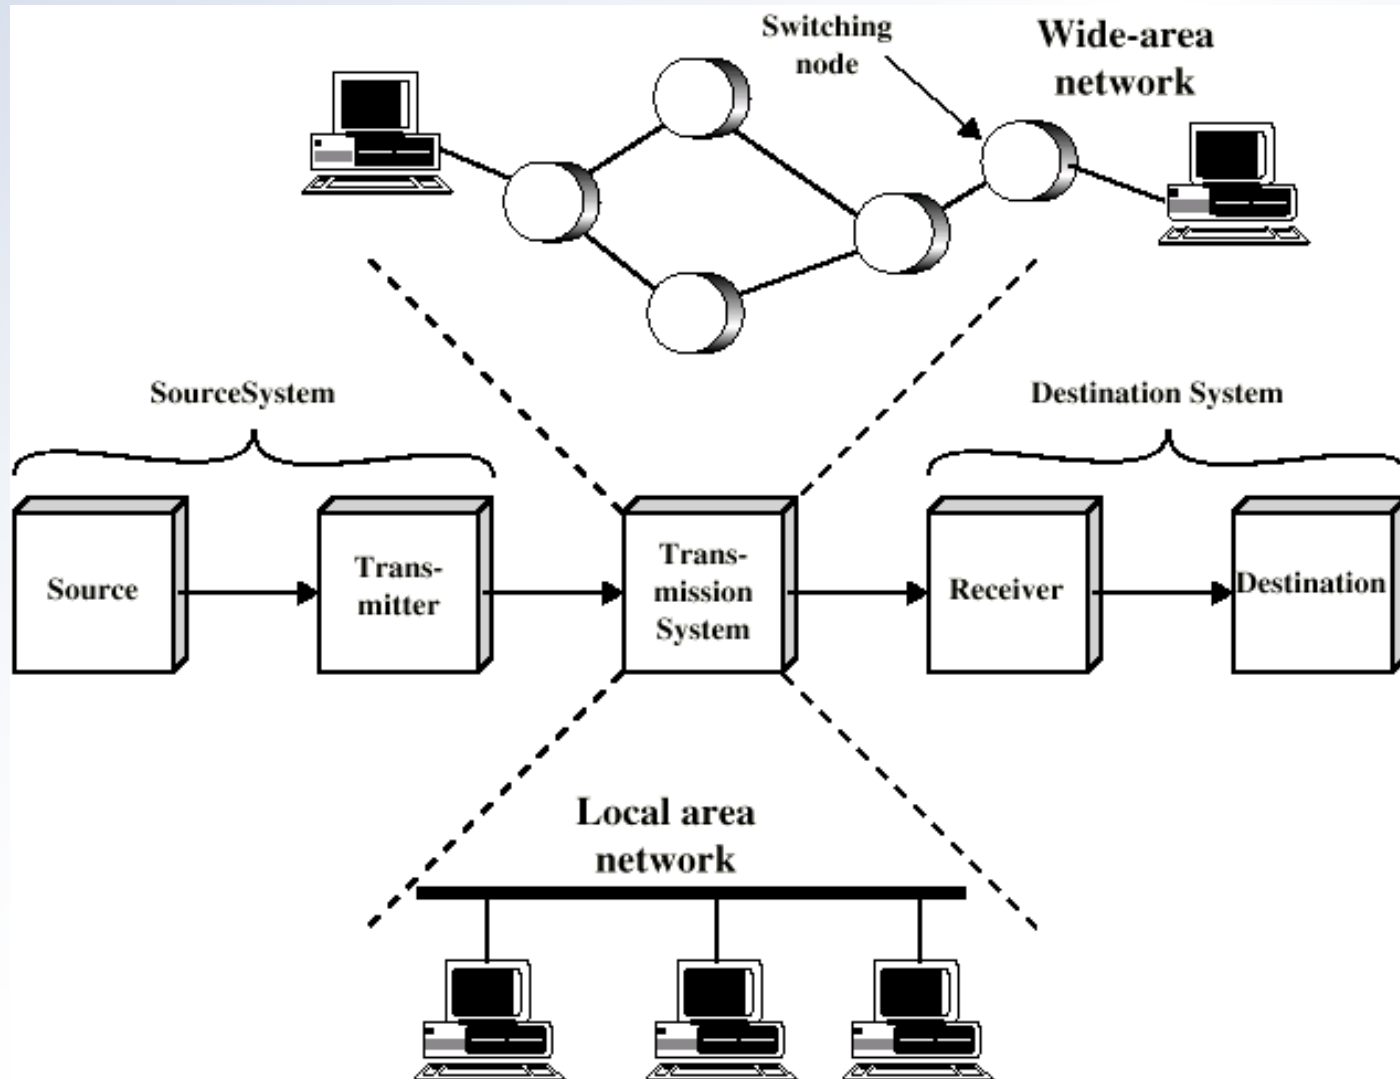 Switching
node
Wide-area
network
SourceSystem
Destination System
Source
Trans-
mitter
Trans-
mission
System
Receiver
Destination
Local area
network